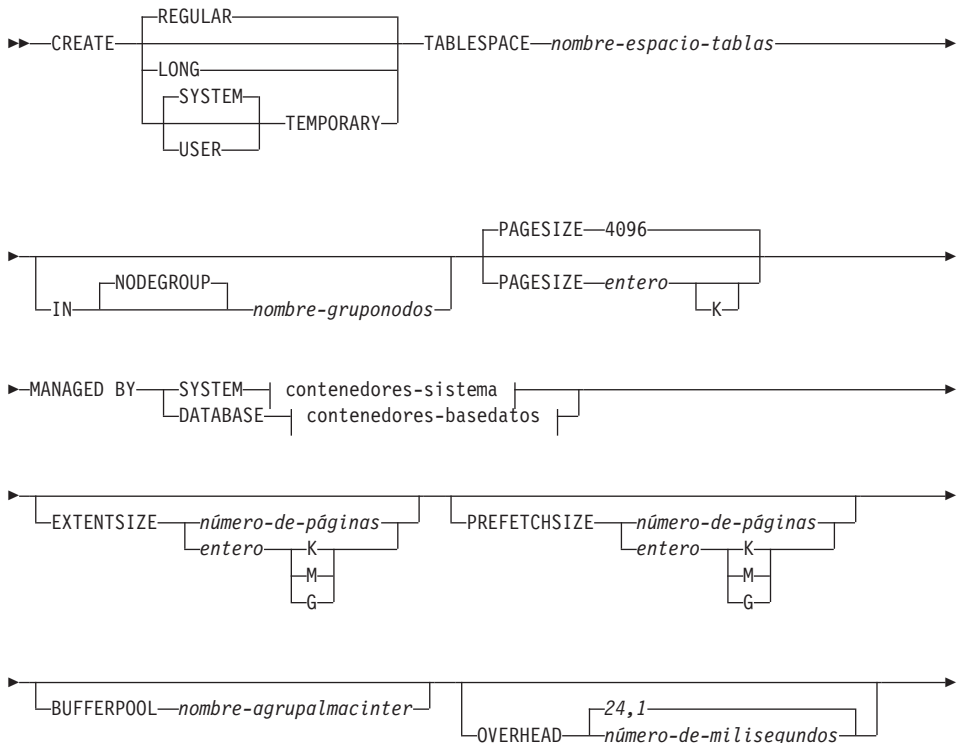 REGULAR
CREATE TABLESPACE nombre-espacio-tablas
LONG
SYSTEM
TEMPORARY
USER
PAGESIZE 4096
NODEGROUP PAGESIZE entero
IN nombre-gruponodos K
MANAGED BY SYSTEM contenedores-sistema
DATABASE contenedores-basedatos
EXTENTSIZE número-de-páginas PREFETCHSIZE número-de-páginas
entero K entero K
M M
G G
BUFFERPOOL nombre-agrupalmacinter 24,1
OVERHEAD número-de-milisegundos